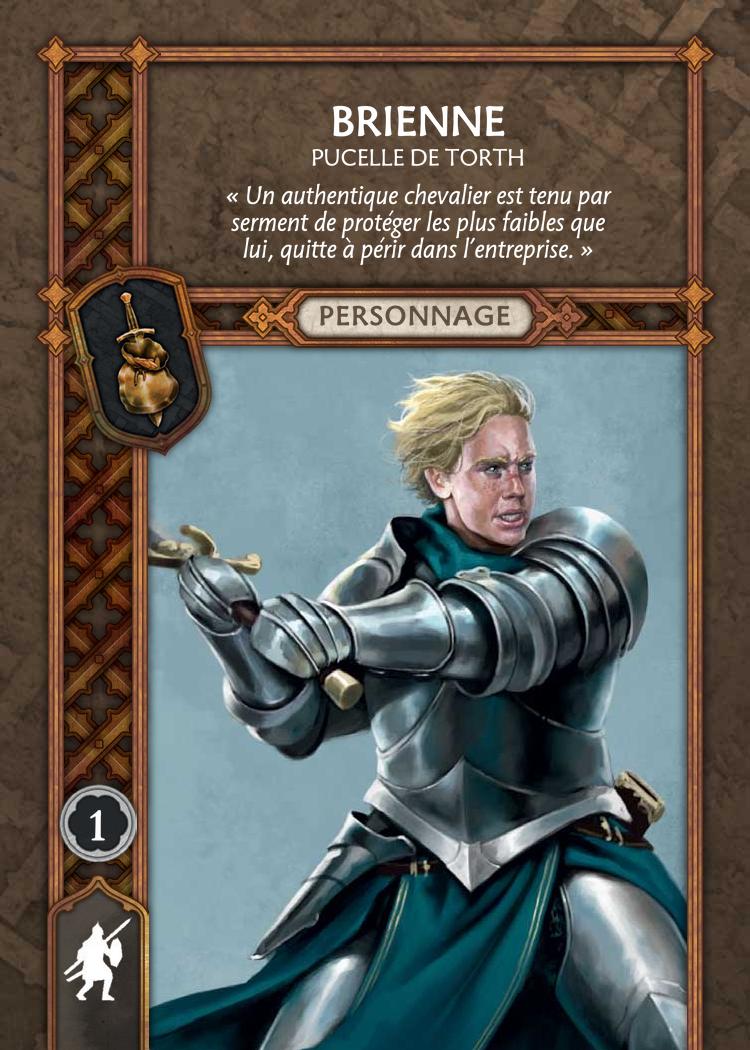 BRIENNE
PUCELLE DE TORTH
« Un authentique chevalier est tenu par
serment de protéger les plus faibles que
lui, quitte à périr dans l'entreprise. »
PERSONNAGE
1